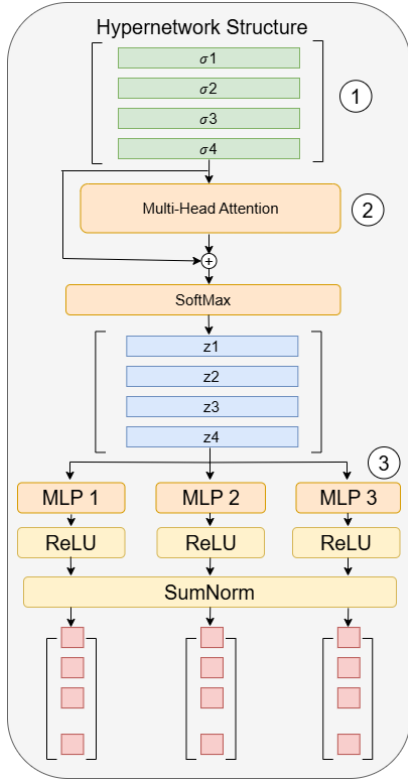 Hypernetwork Structure
σ1
1
σ2
σ3
σ4
Multi-Head Attention
2
+
SoftMax
z1
z2
z3
z4
3
MLP 1 MLP 2 MLP 3
ReLU ReLU ReLU
SumNorm